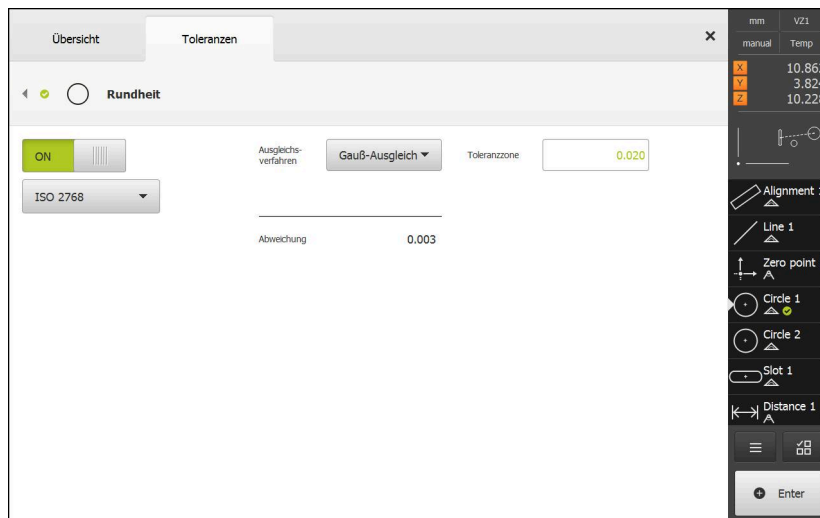 Übersicht
Toleranzen
×
Rundheit
ON
Ausgleichs-
verfahren
Gauß-Ausgleich
Toleranzzone
0.020
ISO 2768
Abweichung
0.003
mm VZ1
manual Temp
X
Y
Z
Alignment
Line 1
Zero point
Circle 1
Circle 2
Slot 1
Distance 1
Enter